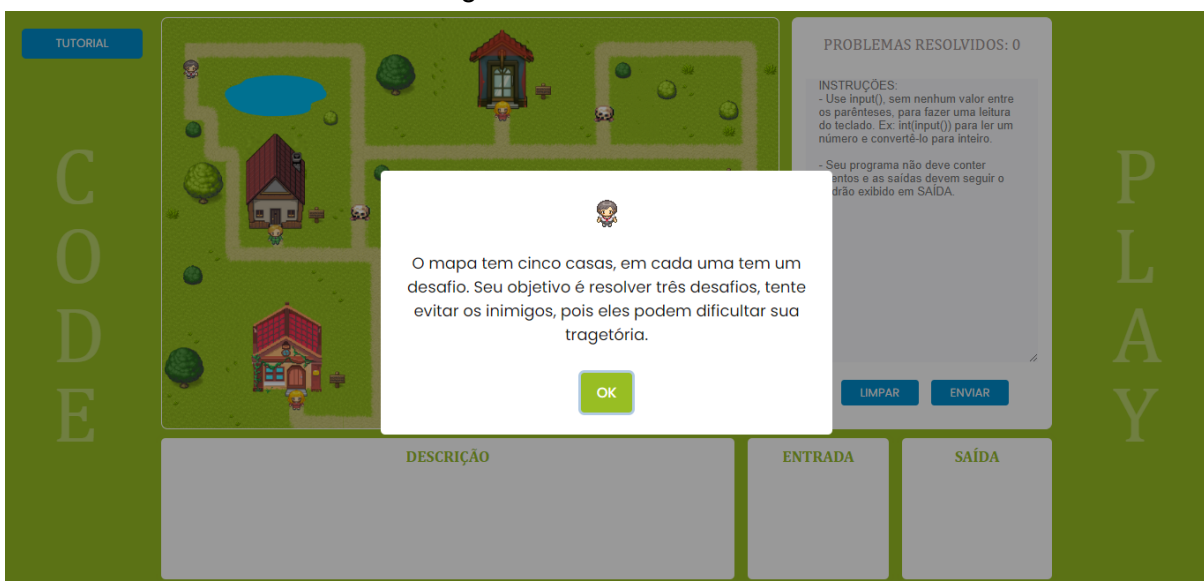 TUTORIAL
CODE
PROBLEMAS RESOLVIDOS: 0
INSTRUÇÕES:
- Use input(), sem nenhum valor entre
os parênteses, para fazer uma leitura
do teclado. Ex: int(input()) para ler um
número e convertê-lo para inteiro.
- Seu programa não deve conter
e as saídas devem seguir o
exibido em SAÍDA.
O mapa tem cinco casas, em cada uma tem um
desafio. Seu objetivo é resolver três desafios, tente
evitar os inimigos, pois eles podem dificultar sua
tragetória.
OK
LIMPAR
ENVIAR
PLAY
DESCRIÇÃO
ENTRADA
SAÍDA